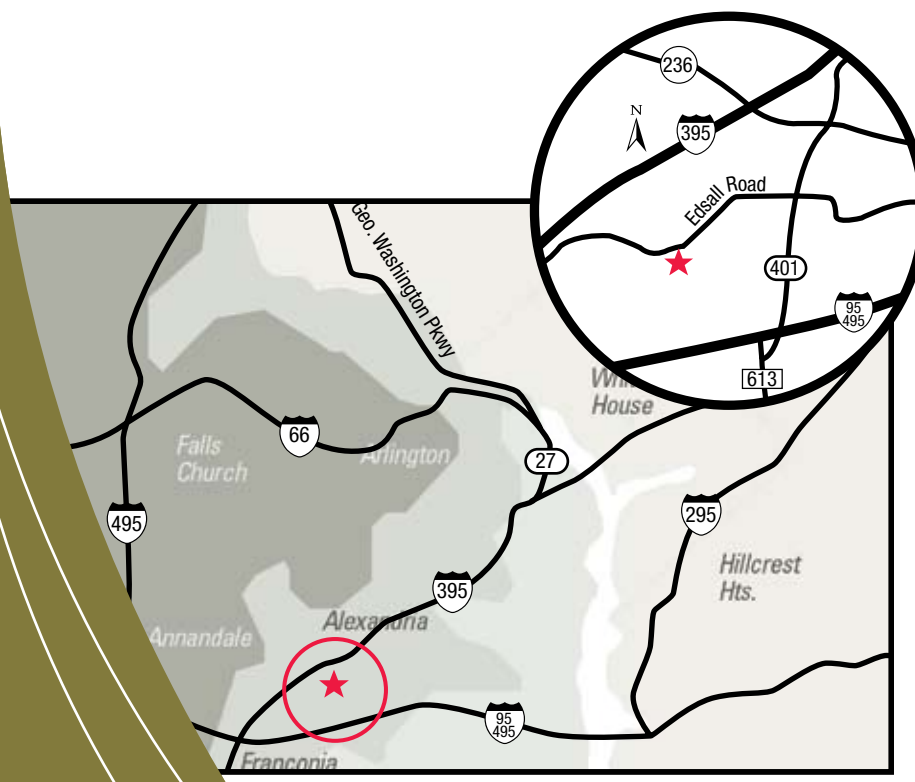 236
N
395
Edsall Road
401
95
495
613
Geo. Washington Pkwy
House
66
Falls
Church
Arlington
27
495
295
Hillcrest
Hts.
395
Alexandria
Annandale
95
495
Franconia